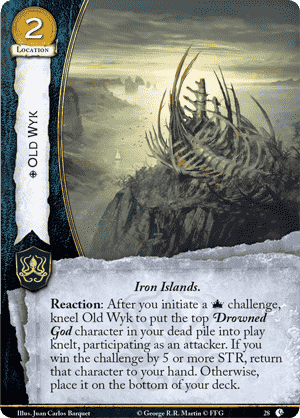 2
LOCATION
OLD WYK
Iron Islands.
Reaction: After you initiate a challenge,
kneel Old Wyk to put the top Drowned
God character in your dead pile into play
knelt, participating as an attacker. If you
win the challenge by 5 or more STR, return
that character to your hand. Otherwise,
place it on the bottom of your deck.
Illus. Juan Carlos Barquet
© George R.R. Martin © FFG
28